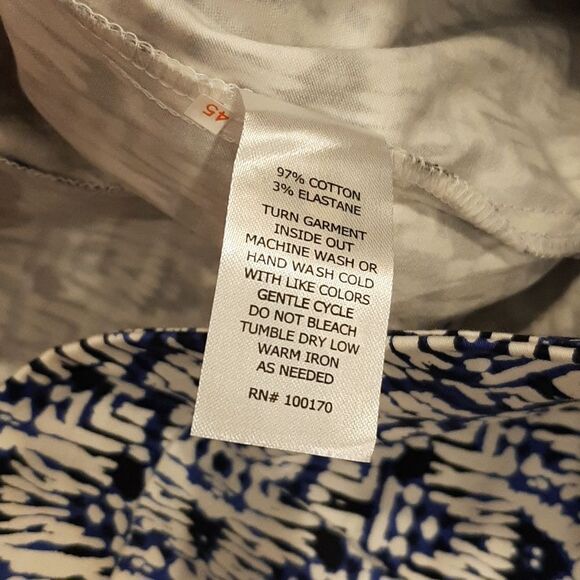 45
97% COTTON
3% ELASTANE
TURN GARMENT
INSIDE OUT
MACHINE WASH OR
HAND WASH COLD
WITH LIKE COLORS
GENTLE CYCLE
DO NOT BLEACH
TUMBLE DRY LOW
WARM IRON
AS NEEDED
RN# 100170